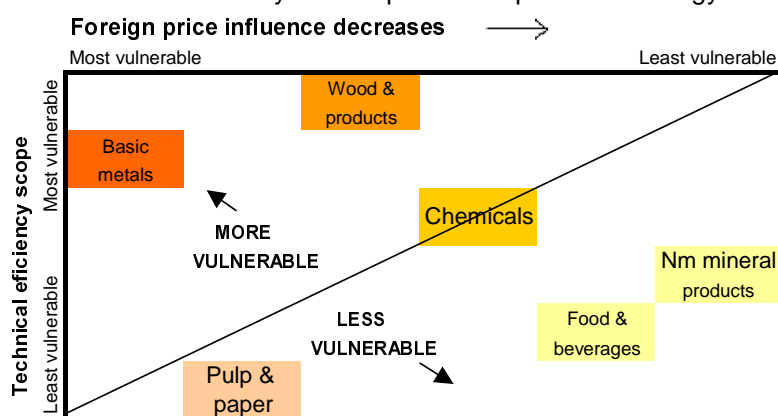 Foreign price influence decreases
Most vulnerable
Least vulnerable
Technical eficiency scope
Most vulnerable
Least vulnerable
Wood &
products
Basic
metals
Chemicals
MORE
VULNERABLE
Nm mineral
products
LESS
VULNERABLE
Food &
beverages
Pulp &
paper